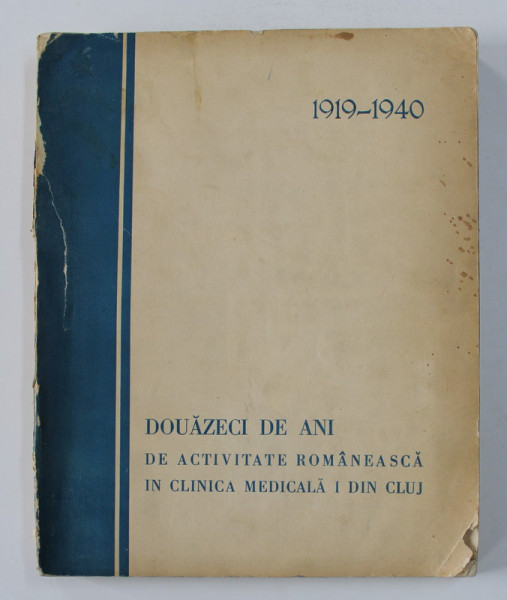 1919-1940
DOUĂZECI DE ANI
DE ACTIVITATE ROMÂNEASCĂ
IN CLINICA MEDICALĂ I DIN CLUJ